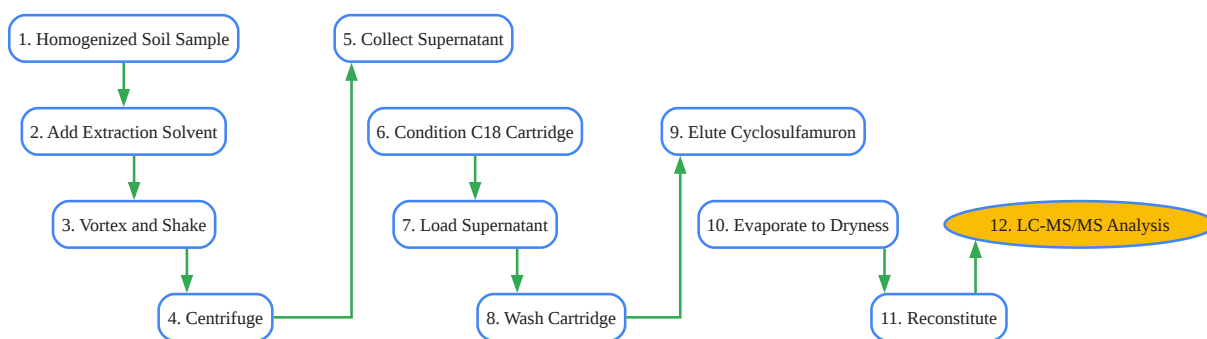 1. Homogenized Soil Sample
2. Add Extraction Solvent
3. Vortex and Shake
4. Centrifuge
5. Collect Supernatant
6. Condition C18 Cartridge
7. Load Supernatant
8. Wash Cartridge
9. Elute Cyclosulfamuron
10. Evaporate to Dryness
11. Reconstitute
12. LC-MS/MS Analysis